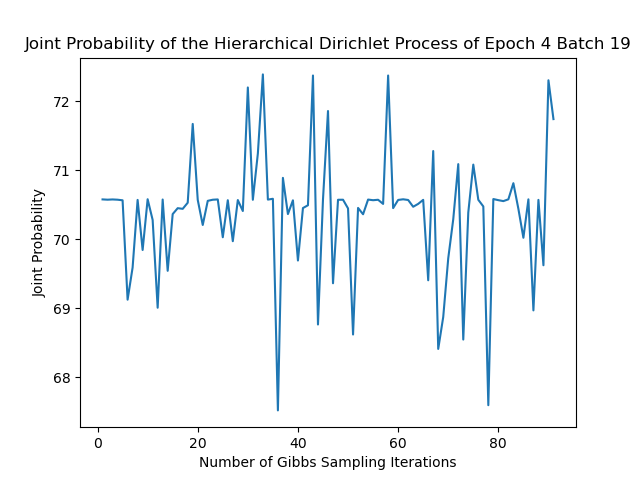 Joint Probability of the Hierarchical Dirichlet Process of Epoch 4 Batch 19
72
71
70
69
68
Joint Probability
0 20 40 60 80
Number of Gibbs Sampling Iterations